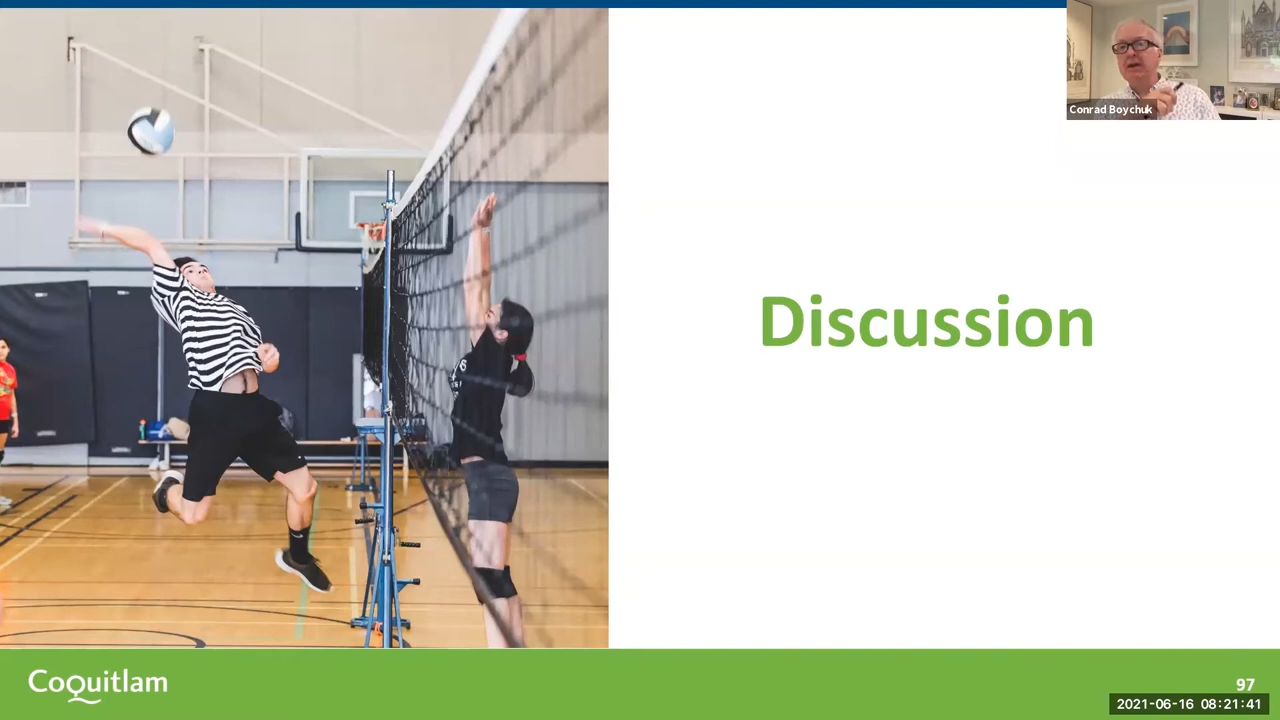 Conrad Boychuk
Discussion
Coquitlam
97
2021-06-16 08:21:41